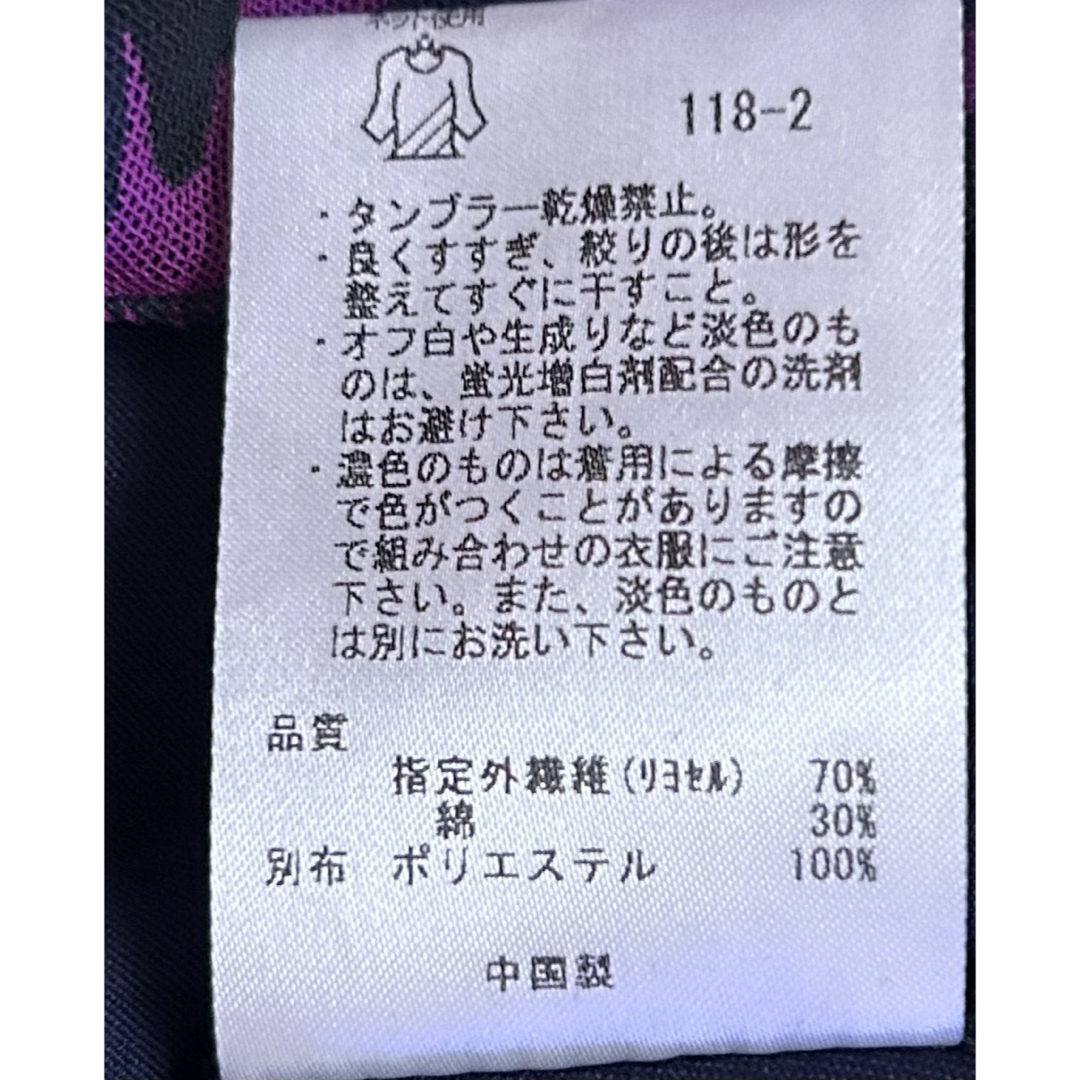 ネット使用
118-2
・タンブラー乾燥禁止。
・良くすすぎ、絞りの後は形を
整えてすぐに干すこと。
・オフ白や生成りなど淡色のも
のは、蛍光増白剤配合の洗剤
はお避け下さい。
・濃色のものは着用による摩擦
で色がつくことがありますの
で組み合わせの衣服にご注意
下さい。また、淡色のものと
は別にお洗い下さい。
品質
指定外繊維(ﾘﾖｾﾙ) 70%
綿 30%
別布 ポリエステル 100%
中国製